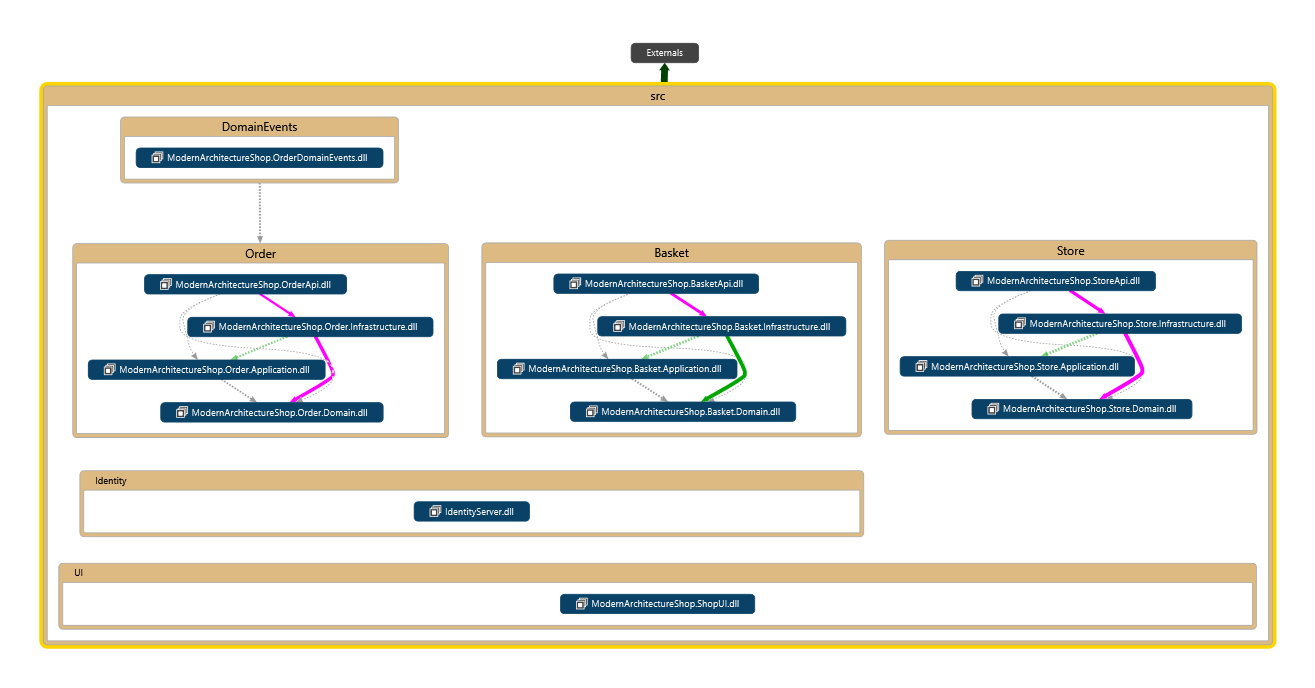 Externals
src
DomainEvents
ModernArchitectureShop.OrderDomainEvents.dll
Order
ModernArchitectureShop.OrderApi.dll
ModernArchitectureShop.Order.Infrastructure.dll
ModernArchitectureShop.Order.Application.dll
ModernArchitectureShop.Order.Domain.dll
Basket
ModernArchitectureShop.BasketApi.dll
ModernArchitectureShop.Basket.Infrastructure.dll
ModernArchitectureShop.Basket.Application.dll
ModernArchitectureShop.Basket.Domain.dll
Store
ModernArchitectureShop.StoreApi.dll
ModernArchitectureShop.Store.Infrastructure.dll
ModernArchitectureShop.Store.Application.dll
ModernArchitectureShop.Store.Domain.dll
Identity
IdentityServer.dll
UI
ModernArchitectureShop.ShopUI.dll